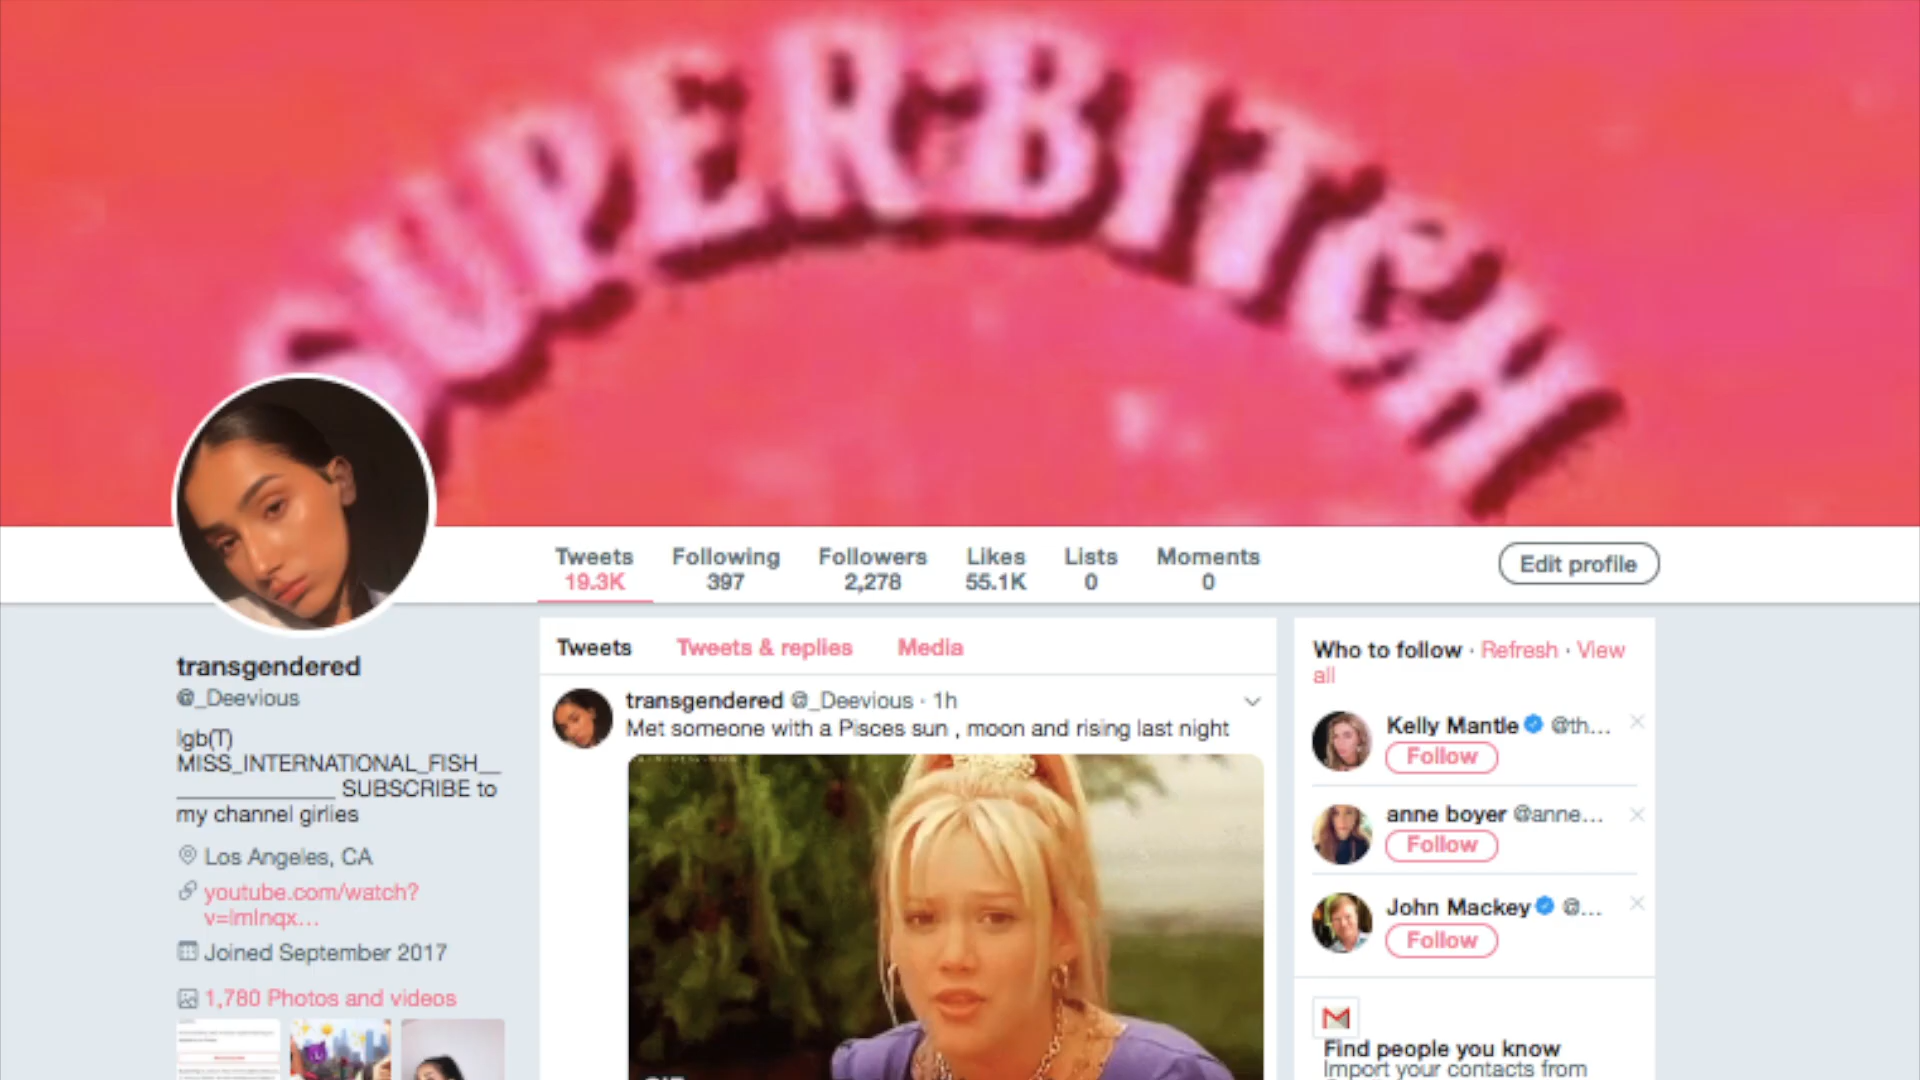 SUPERBITCH
Tweets Following Followers Likes Lists Moments
19.3K 397 2,278 55.1K 0 0
Edit profile
transgendered
@_Deevious
lgb(T)
MISS_INTERNATIONAL_FISH__
_____________ SUBSCRIBE to
my channel girlies
Los Angeles, CA
youtube.com/watch?
v=lmlnqx...
Joined September 2017
1,780 Photos and videos
Tweets Tweets & replies Media
transgendered @_Deevious · 1h
Met someone with a Pisces sun , moon and rising last night
GIF
Who to follow · Refresh · View
all
Kelly Mantle @th...
Follow
anne boyer @anne...
Follow
John Mackey @...
Follow
Find people you know
Import your contacts from